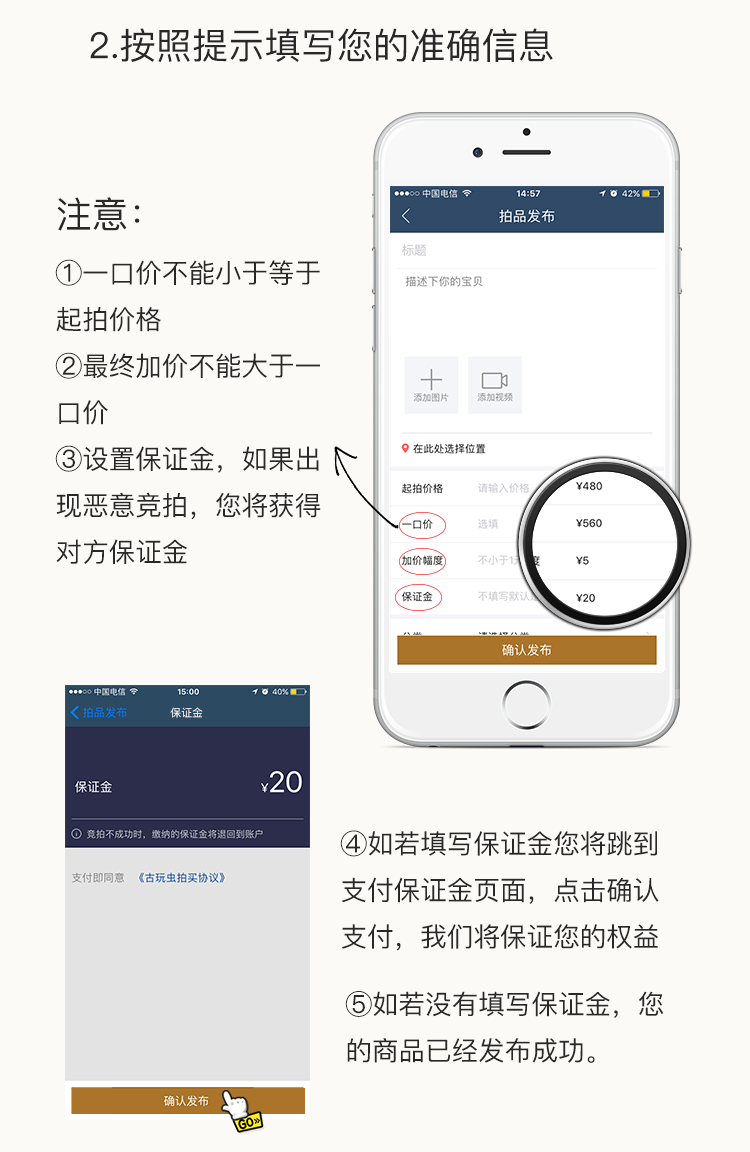 2.按照提示填写您的准确信息
注意：
①一口价不能小于等于
起拍价格
②最终加价不能大于一
口价
③设置保证金，如果出
现恶意竞拍，您将获得
对方保证金
中国电信 14:57 42%
拍品发布
标题
描述下你的宝贝
添加图片 添加视频
在此处选择位置
起拍价格 请输入价格 ¥480
一口价 选填 ¥560
加价幅度 不小于1 度 ¥5
保证金 不填写默认 ¥20
分类 请选择分类
确认发布
中国电信 15:00 40%
拍品发布 保证金
保证金 ¥20
竞拍不成功时，缴纳的保证金将退回到账户
支付即同意 《古玩虫拍买协议》
确认发布
GO»
④如若填写保证金您将跳到
支付保证金页面，点击确认
支付，我们将保证您的权益
⑤如若没有填写保证金，您
的商品已经发布成功。